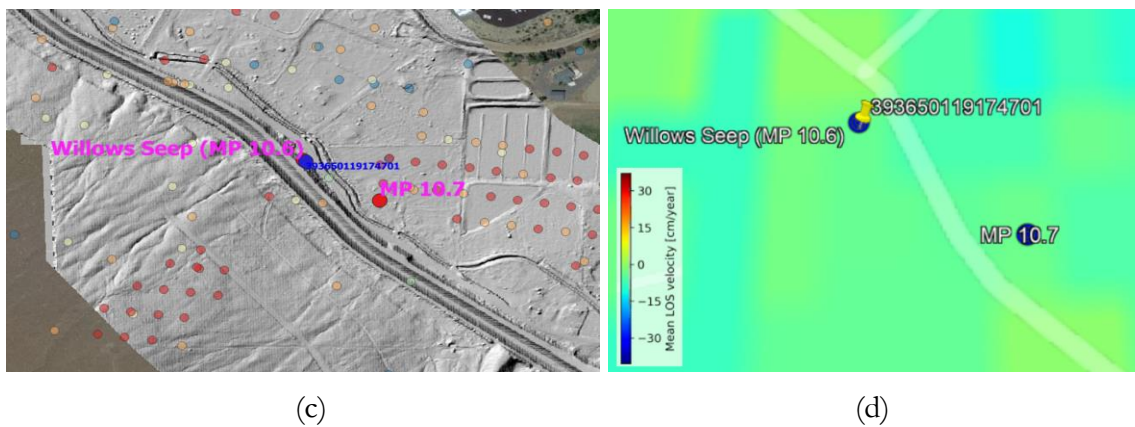 Willows Seep (MP 10.6)
393650119174701
MP 10.7
(c)
393650119174701
Willows Seep (MP 10.6)
MP 10.7
Mean LOS velocity [cm/year]
30
15
0
−15
−30
(d)